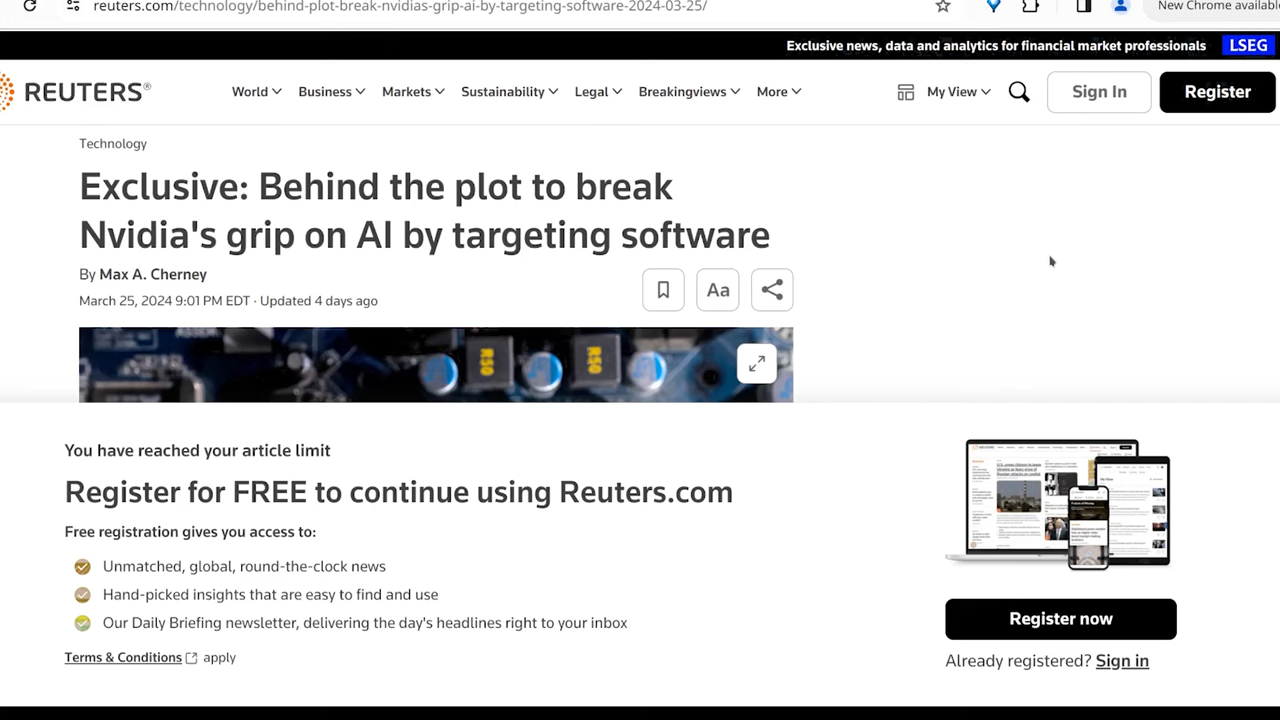 reuters.com/technology/behind-plot-break-nvidias-grip-ai-by-targeting-software-2024-03-25/
New Chrome available
Exclusive news, data and analytics for financial market professionals LSEG
REUTERS®
World Business Markets Sustainability Legal Breakingviews More My View Sign In Register
Technology
Exclusive: Behind the plot to break
Nvidia's grip on AI by targeting software
By Max A. Cherney
March 25, 2024 9:01 PM EDT · Updated 4 days ago
Aa
R50 R50
You have reached your article limit
Register for FREE to continue using Reuters.com
Free registration gives you access to:
Unmatched, global, round-the-clock news
Hand-picked insights that are easy to find and use
Our Daily Briefing newsletter, delivering the day's headlines right to your inbox
Terms & Conditions apply
Register now
Already registered? Sign in